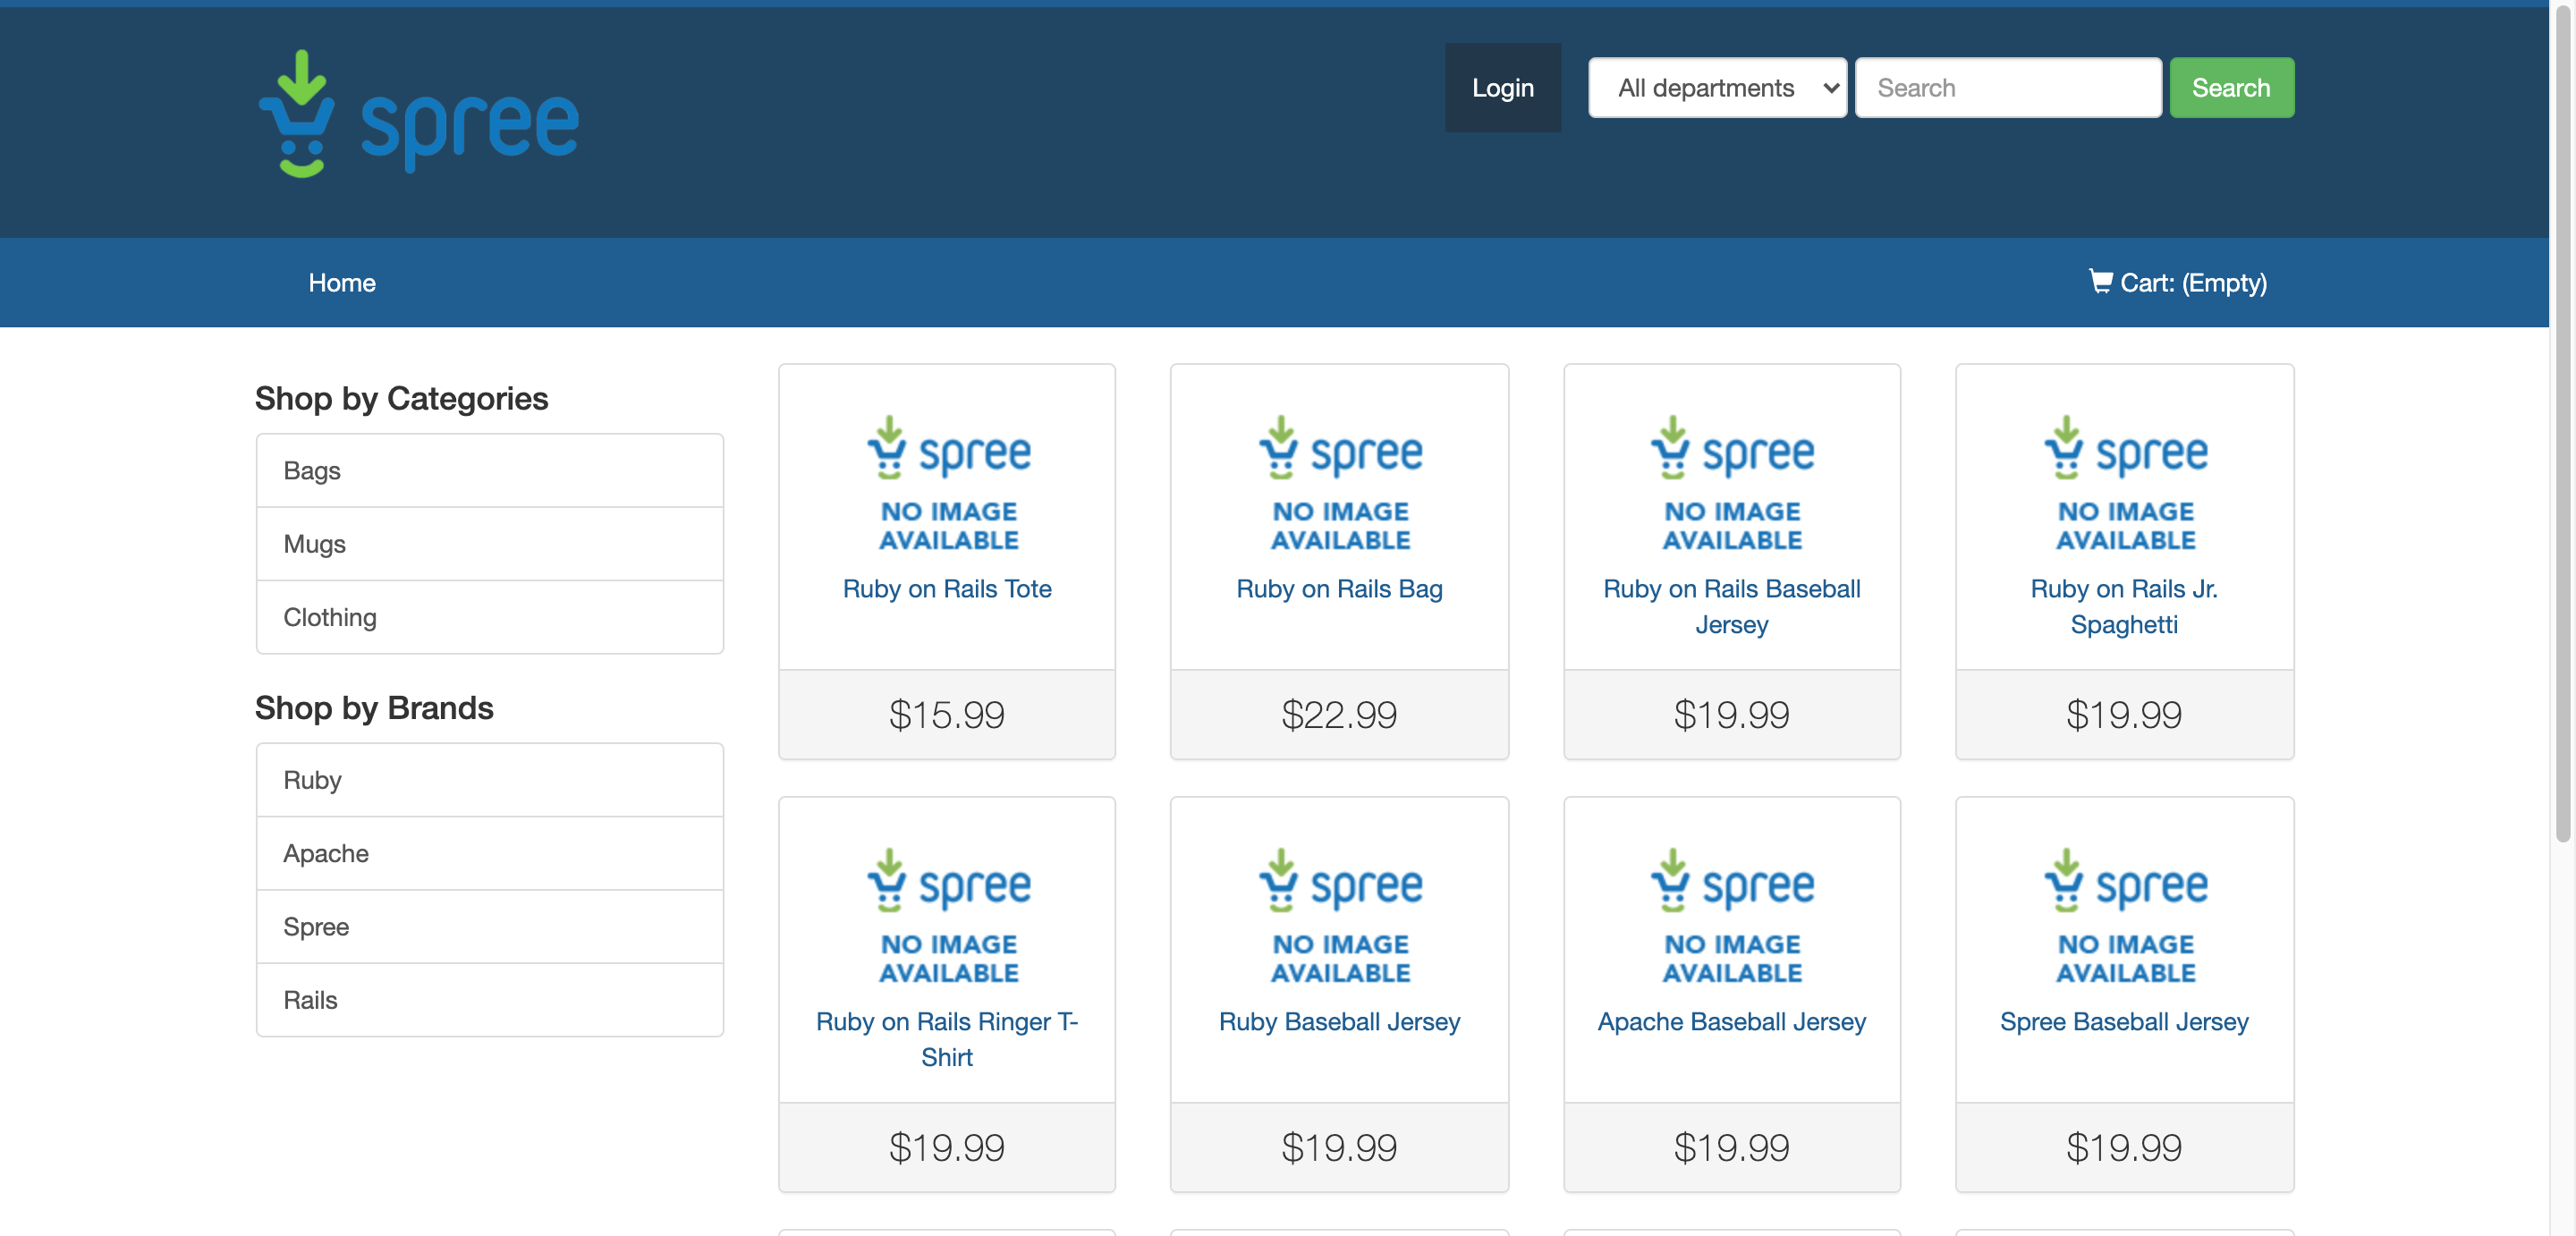 spree
Login
All departments
Search
Search
Home
Cart: (Empty)
Shop by Categories
Bags
Mugs
Clothing
Shop by Brands
Ruby
Apache
Spree
Rails
spree
NO IMAGE
AVAILABLE
Ruby on Rails Tote
$15.99
spree
NO IMAGE
AVAILABLE
Ruby on Rails Bag
$22.99
spree
NO IMAGE
AVAILABLE
Ruby on Rails Baseball
Jersey
$19.99
spree
NO IMAGE
AVAILABLE
Ruby on Rails Jr.
Spaghetti
$19.99
spree
NO IMAGE
AVAILABLE
Ruby on Rails Ringer T-
Shirt
$19.99
spree
NO IMAGE
AVAILABLE
Ruby Baseball Jersey
$19.99
spree
NO IMAGE
AVAILABLE
Apache Baseball Jersey
$19.99
spree
NO IMAGE
AVAILABLE
Spree Baseball Jersey
$19.99